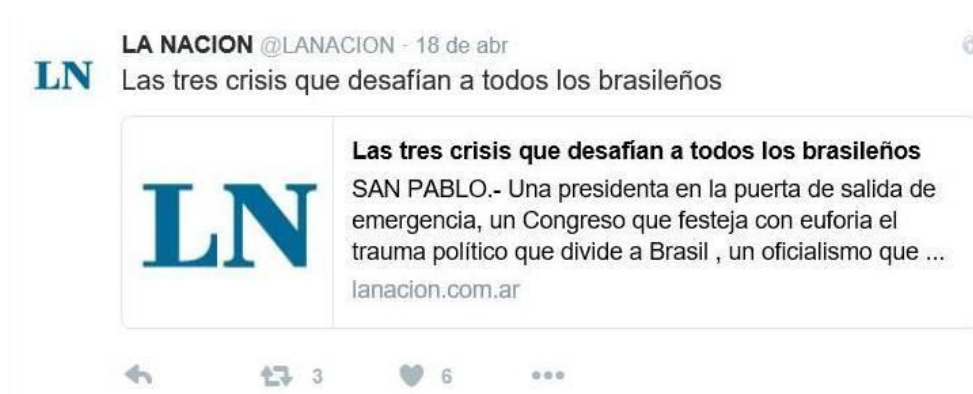 LA NACION @LANACION · 18 de abr
LN Las tres crisis que desafían a todos los brasileños
Las tres crisis que desafían a todos los brasileños
LN
SAN PABLO.- Una presidenta en la puerta de salida de
emergencia, un Congreso que festeja con euforia el
trauma político que divide a Brasil , un oficialismo que ...
lanacion.com.ar
3 6